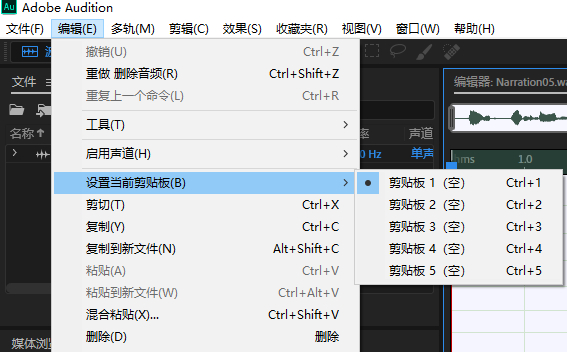 Au Adobe Audition
文件(F) 编辑(E) 多轨(M) 剪辑(C) 效果(S) 收藏夹(R) 视图(V) 窗口(W) 帮助(H)
撤销(U) Ctrl+Z
重做 删除音频(R) Ctrl+Shift+Z
重复上一个命令(L) Ctrl+R
工具(T)
启用声道(H)
设置当前剪贴板(B)
剪切(T) Ctrl+X
复制(Y) Ctrl+C
复制到新文件(N) Alt+Shift+C
粘贴(A) Ctrl+V
粘贴到新文件(W) Ctrl+Alt+V
混合粘贴(X)... Ctrl+Shift+V
删除(D) 删除
剪贴板 1（空） Ctrl+1
剪贴板 2（空） Ctrl+2
剪贴板 3（空） Ctrl+3
剪贴板 4（空） Ctrl+4
剪贴板 5（空） Ctrl+5
文件
名称
率 声道
0 Hz 单声
媒体浏览
编辑器: Narration05.wa
hms 1.0